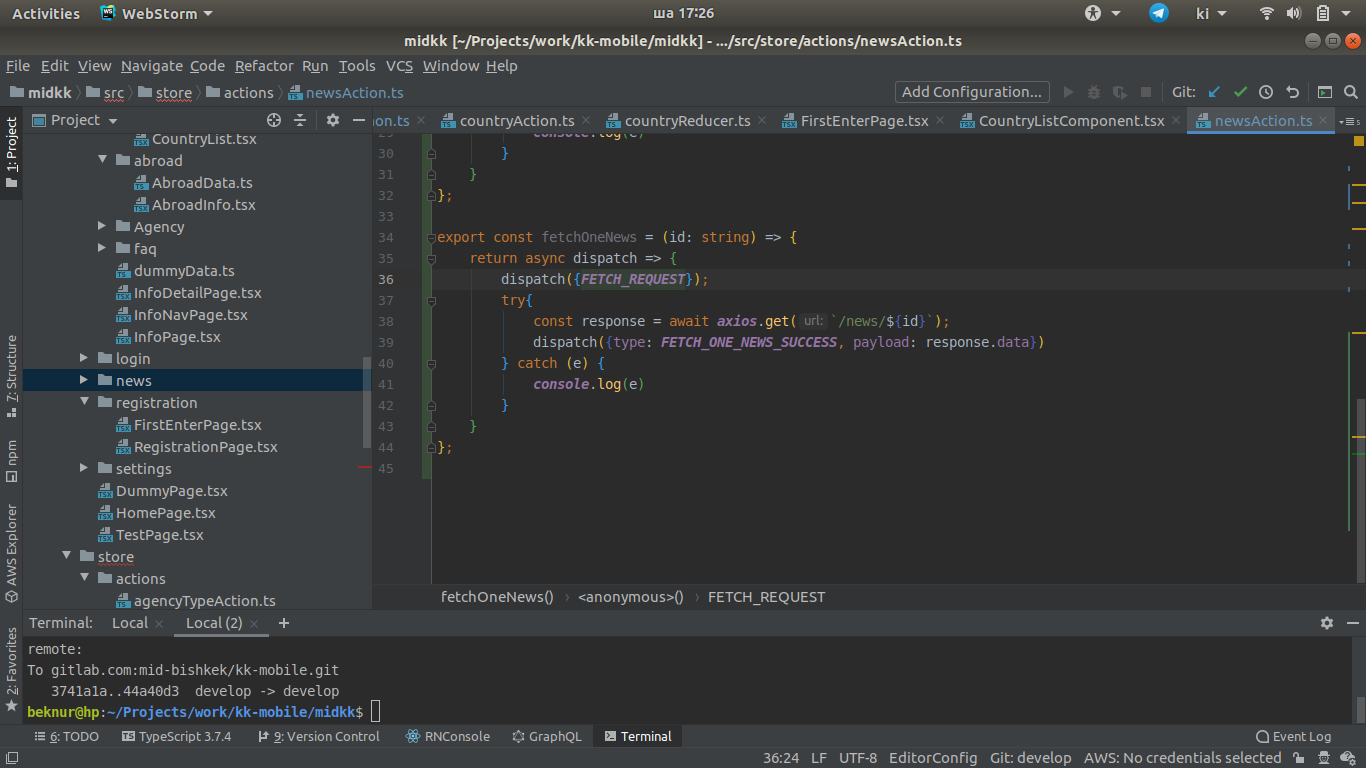 Activities WebStorm ша 17:26 ki
midkk [~/Projects/work/kk-mobile/midkk] - .../src/store/actions/newsAction.ts
File Edit View Navigate Code Refactor Run Tools VCS Window Help
midkk src store actions newsAction.ts Add Configuration... Git:
Project countryAction.ts countryReducer.ts FirstEnterPage.tsx CountryListComponent.tsx newsAction.ts
1: Project
7: Structure
npm
AWS Explorer
2: Favorites
CountryList.tsx
abroad
AbroadData.ts
AbroadInfo.tsx
Agency
faq
dummyData.ts
InfoDetailPage.tsx
InfoNavPage.tsx
InfoPage.tsx
login
news
registration
FirstEnterPage.tsx
RegistrationPage.tsx
settings
DummyPage.tsx
HomePage.tsx
TestPage.tsx
store
actions
agencyTypeAction.ts
29 console.log(e)
30 }
31 }
32 };
33
34 export const fetchOneNews = (id: string) => {
35 return async dispatch => {
36 dispatch({FETCH_REQUEST});
37 try{
38 const response = await axios.get( url: `/news/${id}`);
39 dispatch({type: FETCH_ONE_NEWS_SUCCESS, payload: response.data})
40 } catch (e) {
41 console.log(e)
42 }
43 }
44 };
45
fetchOneNews() › <anonymous>() › FETCH_REQUEST
Terminal: Local × Local (2) × +
remote:
To gitlab.com:mid-bishkek/kk-mobile.git
3741a1a..44a40d3 develop -> develop
beknur@hp:~/Projects/work/kk-mobile/midkk$
6: TODO TypeScript 3.7.4 9: Version Control RNConsole GraphQL Terminal Event Log
36:24 LF UTF-8 EditorConfig Git: develop AWS: No credentials selected